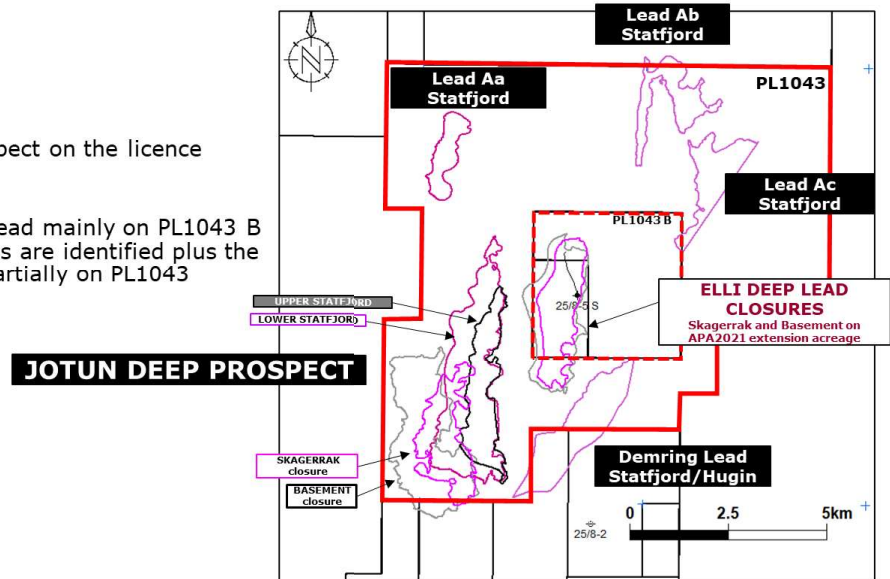 Lead Ab
Statfjord
N
Lead Aa
Statfjord
PL1043
pect on the licence
Lead Ac
Statfjord
ead mainly on PL1043 B
s are identified plus the
artially on PL1043
PL1043 B
ELLI DEEP LEAD
CLOSURES
Skagerrak and Basement on
APA2021 extension acreage
25/8-5 S
UPPER STATFJORD
LOWER STATFJORD
JOTUN DEEP PROSPECT
SKAGERRAK
closure
BASEMENT
closure
Demring Lead
Statfjord/Hugin
0 2.5 5km
25/8-2